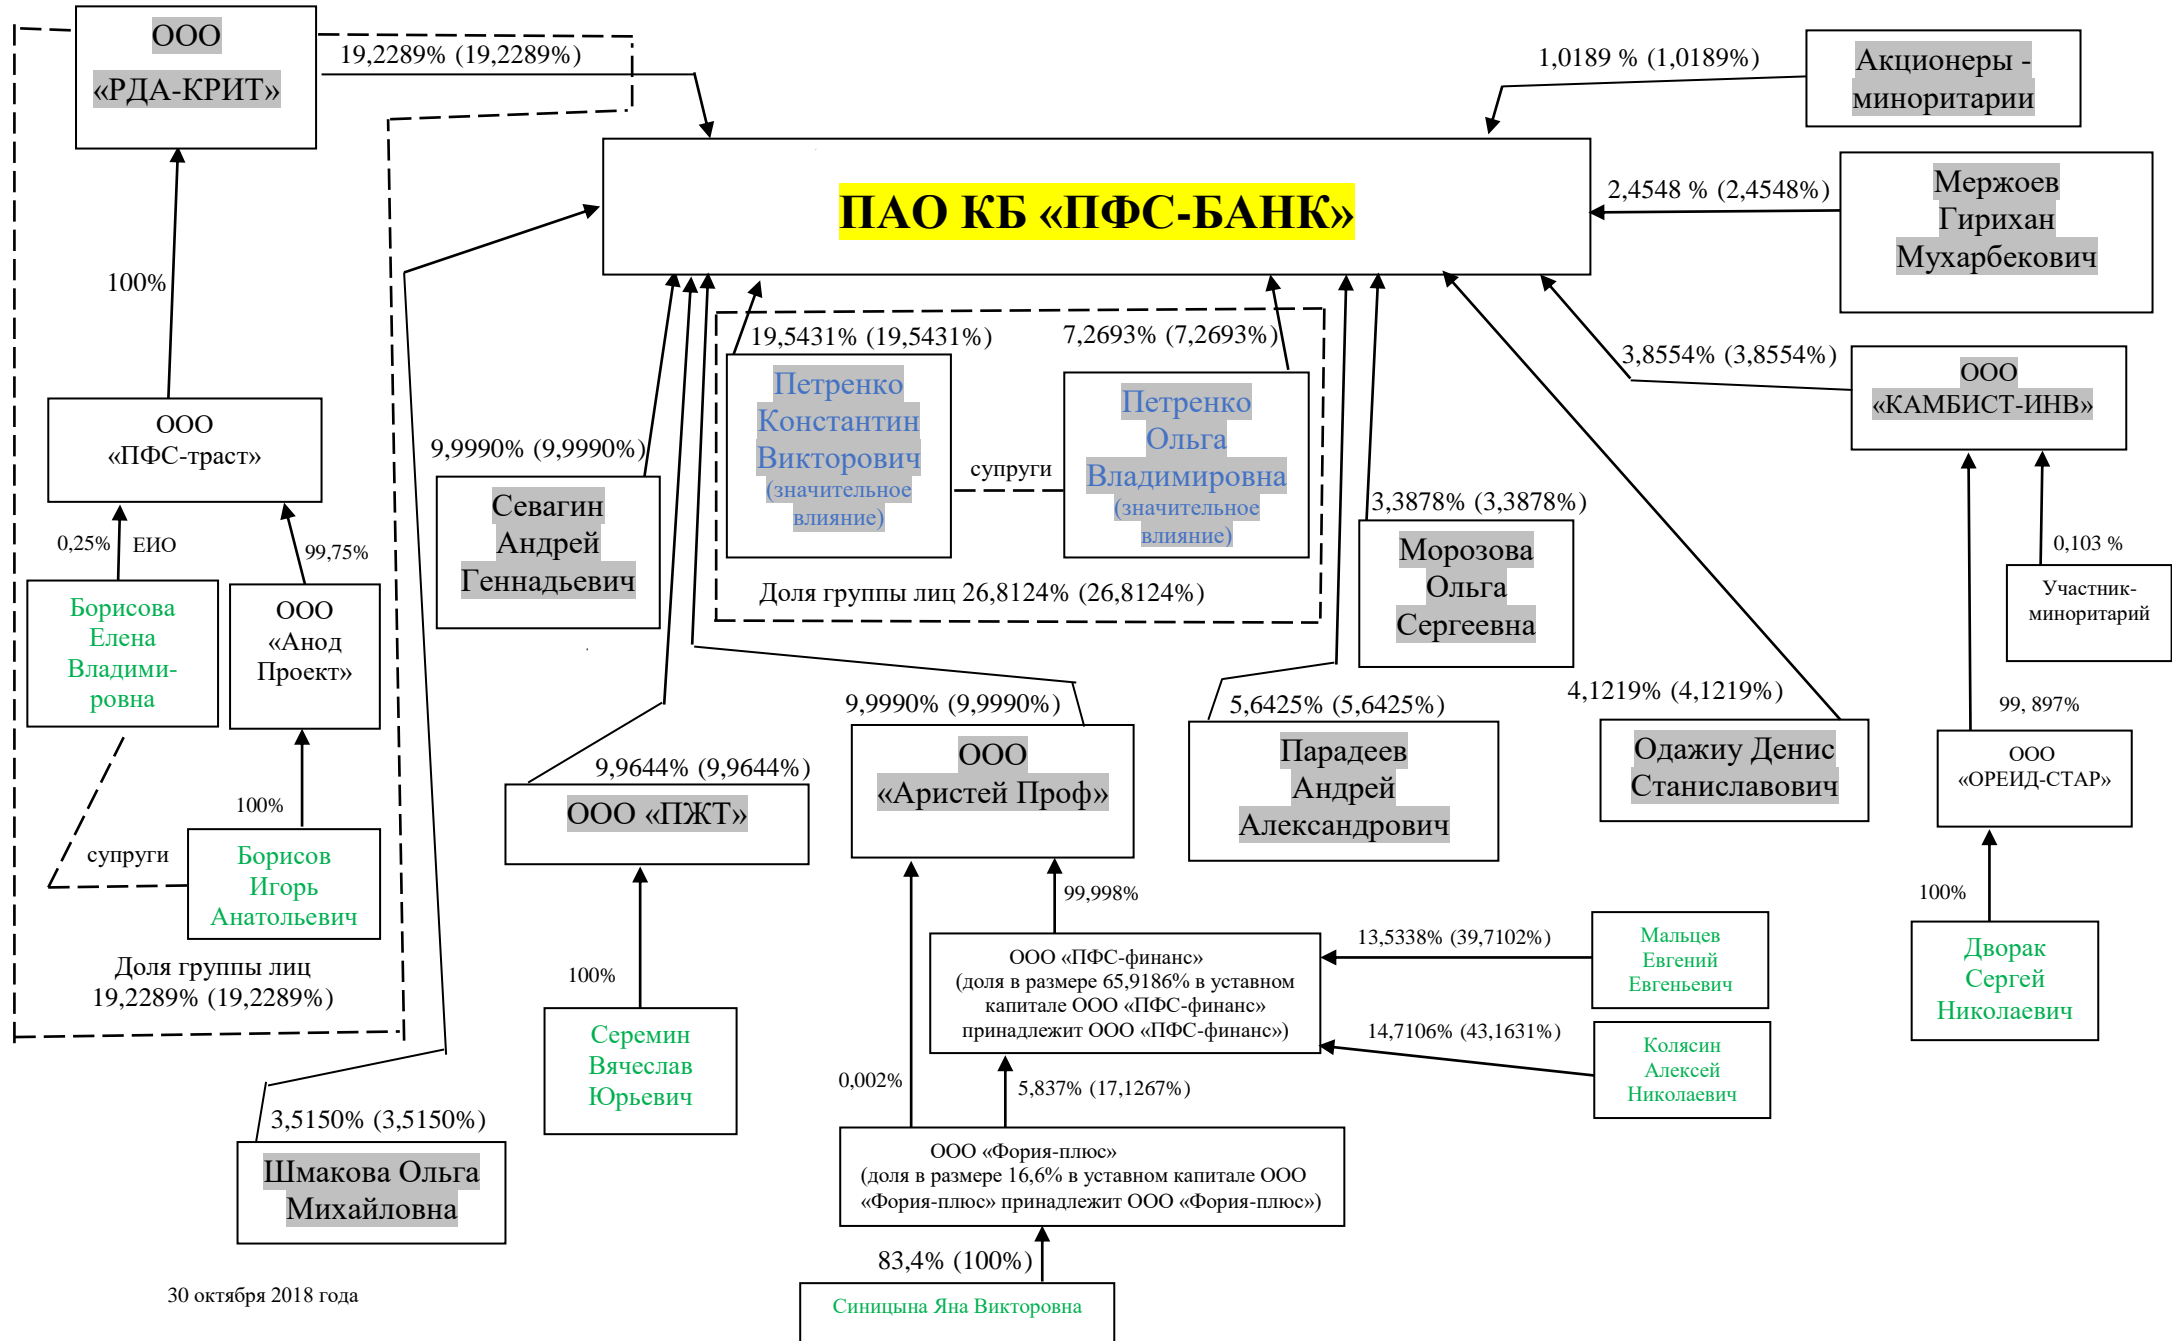 ООО
«РДА-КРИТ»
19,2289% (19,2289%)
1,0189 % (1,0189%)
Акционеры -
миноритарии
ПАО КБ «ПФС-БАНК»
2,4548 % (2,4548%)
Мержоев
Гирихан
Мухарбекович
100%
19,5431% (19,5431%)
7,2693% (7,2693%)
3,8554% (3,8554%)
ООО
«КАМБИСТ-ИНВ»
ООО
«ПФС-траст»
9,9990% (9,9990%)
Петренко
Константин
Викторович
(значительное
влияние)
супруги
Петренко
Ольга
Владимировна
(значительное
влияние)
Доля группы лиц 26,8124% (26,8124%)
Севагин
Андрей
Геннадьевич
3,3878% (3,3878%)
Морозова
Ольга
Сергеевна
0,25%
ЕИО
99,75%
0,103 %
Участник-
миноритарий
Борисова
Елена
Владими-
ровна
ООО
«Анод
Проект»
9,9990% (9,9990%)
5,6425% (5,6425%)
4,1219% (4,1219%)
99, 897%
ООО
«Аристей Проф»
Парадеев
Андрей
Александрович
Одажиу Денис
Станиславович
ООО
«ОРЕИД-СТАР»
9,9644% (9,9644%)
ООО «ПЖТ»
100%
супруги
Борисов
Игорь
Анатольевич
Доля группы лиц
19,2289% (19,2289%)
100%
99,998%
13,5338% (39,7102%)
Мальцев
Евгений
Евгеньевич
100%
Дворак
Сергей
Николаевич
ООО «ПФС-финанс»
(доля в размере 65,9186% в уставном
капитале ООО «ПФС-финанс»
принадлежит ООО «ПФС-финанс»)
14,7106% (43,1631%)
Колясин
Алексей
Николаевич
Серемин
Вячеслав
Юрьевич
0,002%
5,837% (17,1267%)
3,5150% (3,5150%)
Шмакова Ольга
Михайловна
ООО «Фория-плюс»
(доля в размере 16,6% в уставном капитале ООО
«Фория-плюс» принадлежит ООО «Фория-плюс»)
83,4% (100%)
Синицына Яна Викторовна
30 октября 2018 года